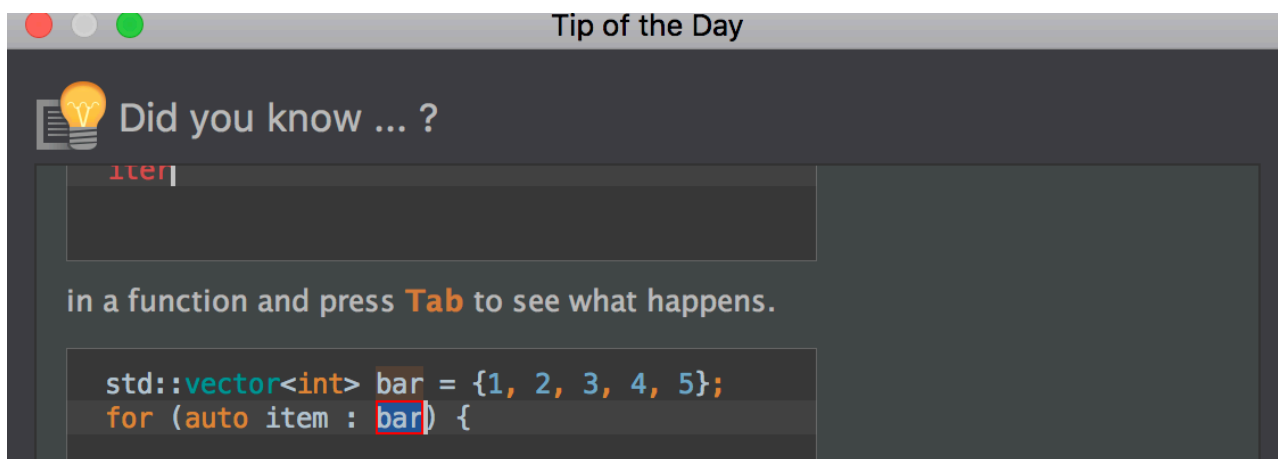 Tip of the Day
Did you know ... ?
iter
in a function and press Tab to see what happens.
std::vector<int> bar = {1, 2, 3, 4, 5};
for (auto item : bar) {